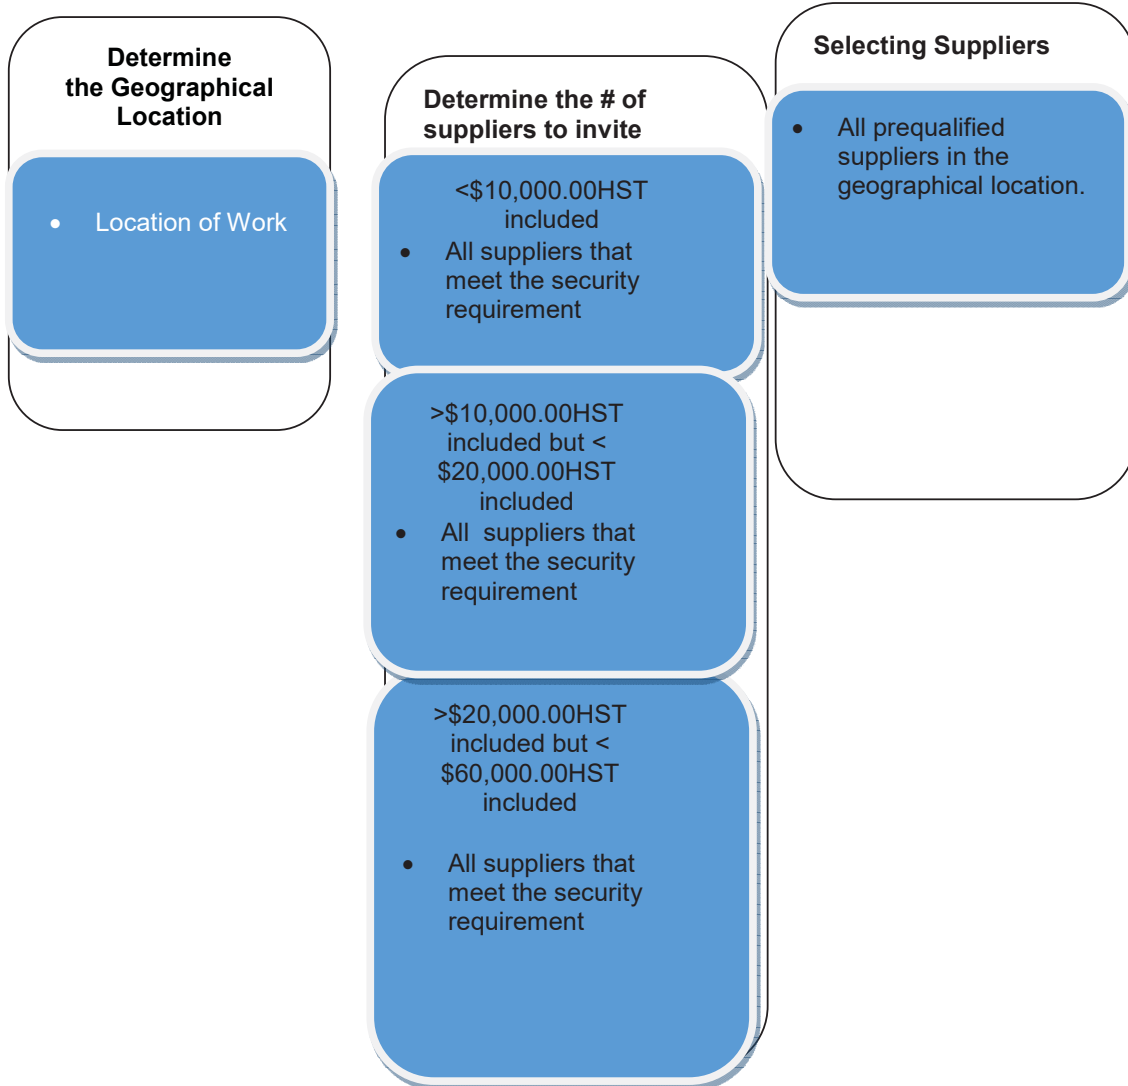 Determine
the Geographical
Location
• Location of Work
Determine the # of
suppliers to invite
<$10,000.00HST
included
• All suppliers that
meet the security
requirement
>$10,000.00HST
included but <
$20,000.00HST
included
• All  suppliers that
meet the security
requirement
>$20,000.00HST
included but <
$60,000.00HST
included
• All suppliers that
meet the security
requirement
Selecting Suppliers
• All prequalified
suppliers in the
geographical location.